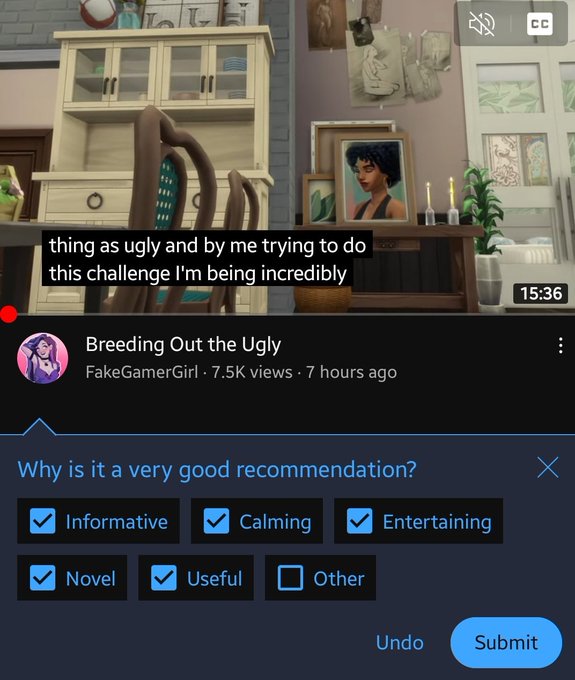 CC
thing as ugly and by me trying to do
this challenge I'm being incredibly
15:36
Breeding Out the Ugly
FakeGamerGirl · 7.5K views · 7 hours ago
Why is it a very good recommendation?
Informative
Calming
Entertaining
Novel
Useful
Other
Undo
Submit